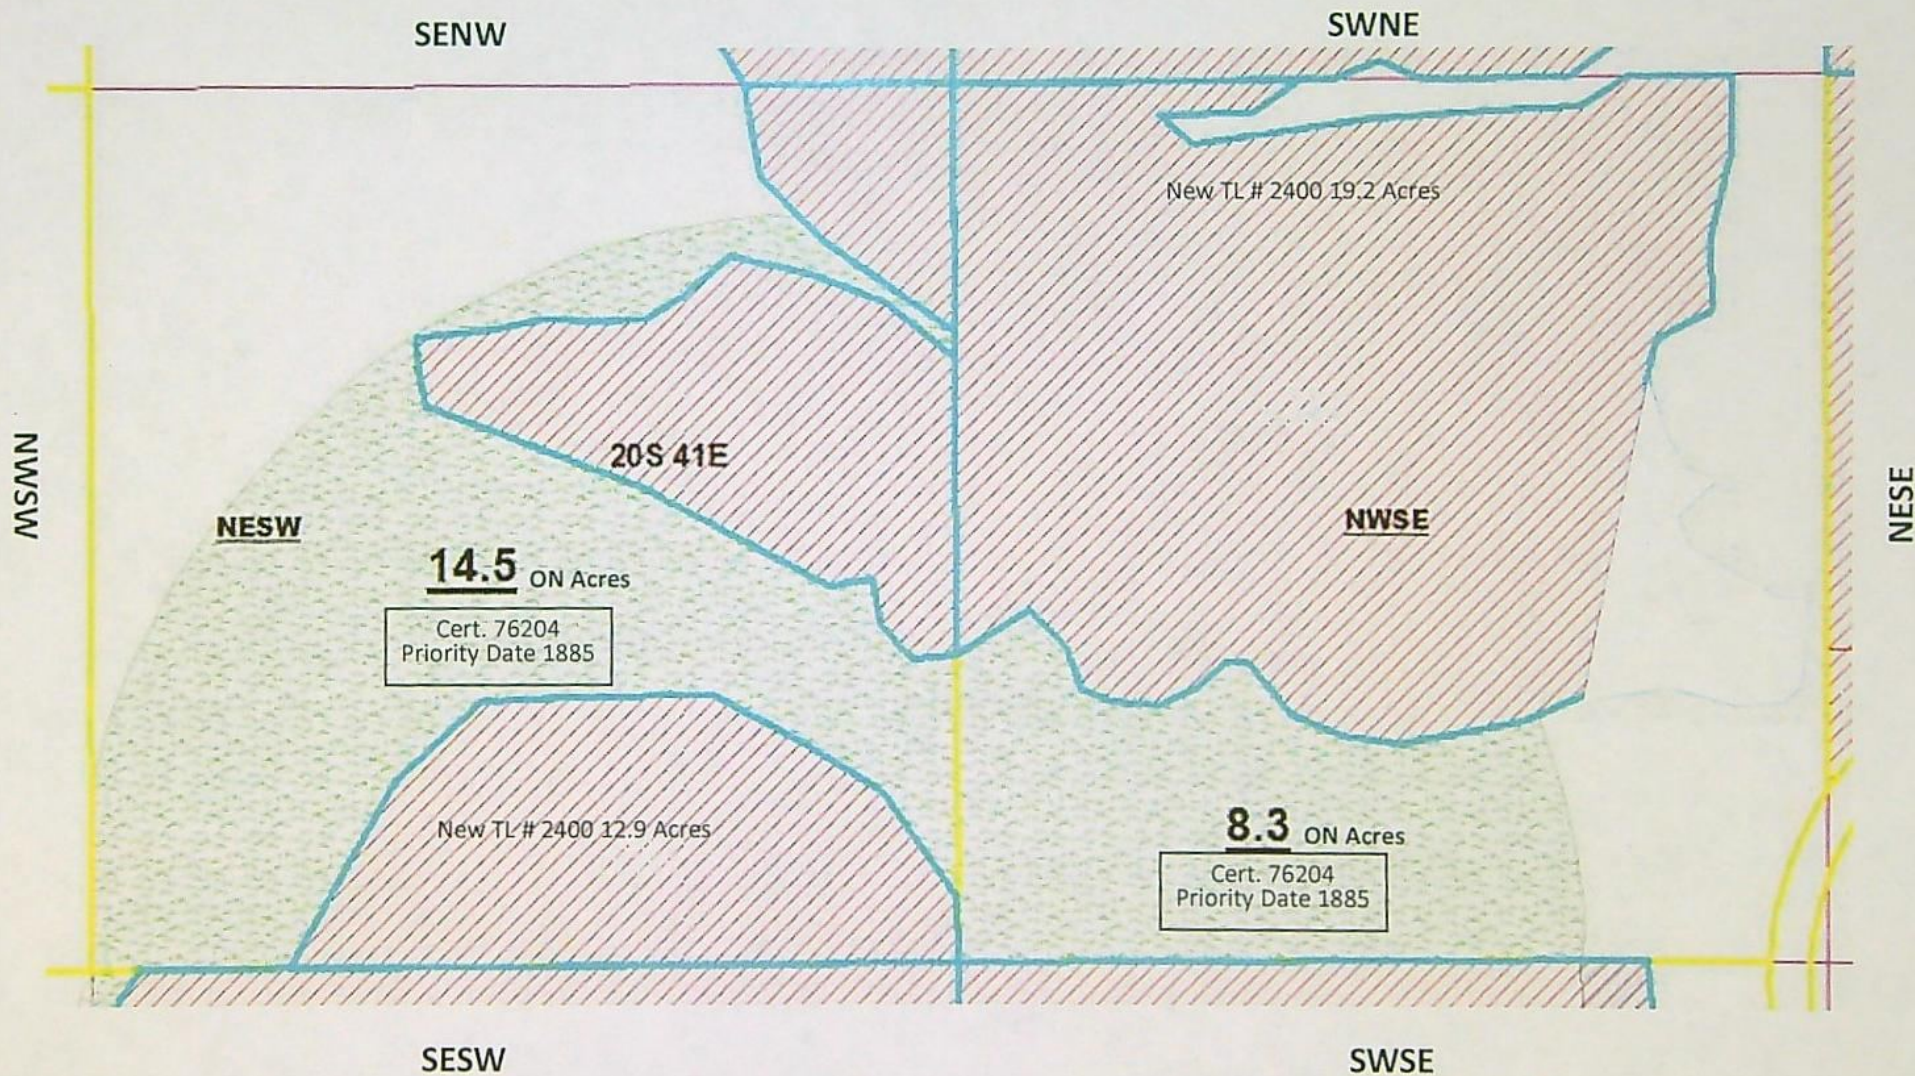 SENW
SWNE
New TL # 2400 19.2 Acres
NWSW
20S 41E
NESW
NWSE
NESE
14.5 ON Acres
Cert. 76204
Priority Date 1885
New TL # 2400 12.9 Acres
8.3 ON Acres
Cert. 76204
Priority Date 1885
SESW
SWSE